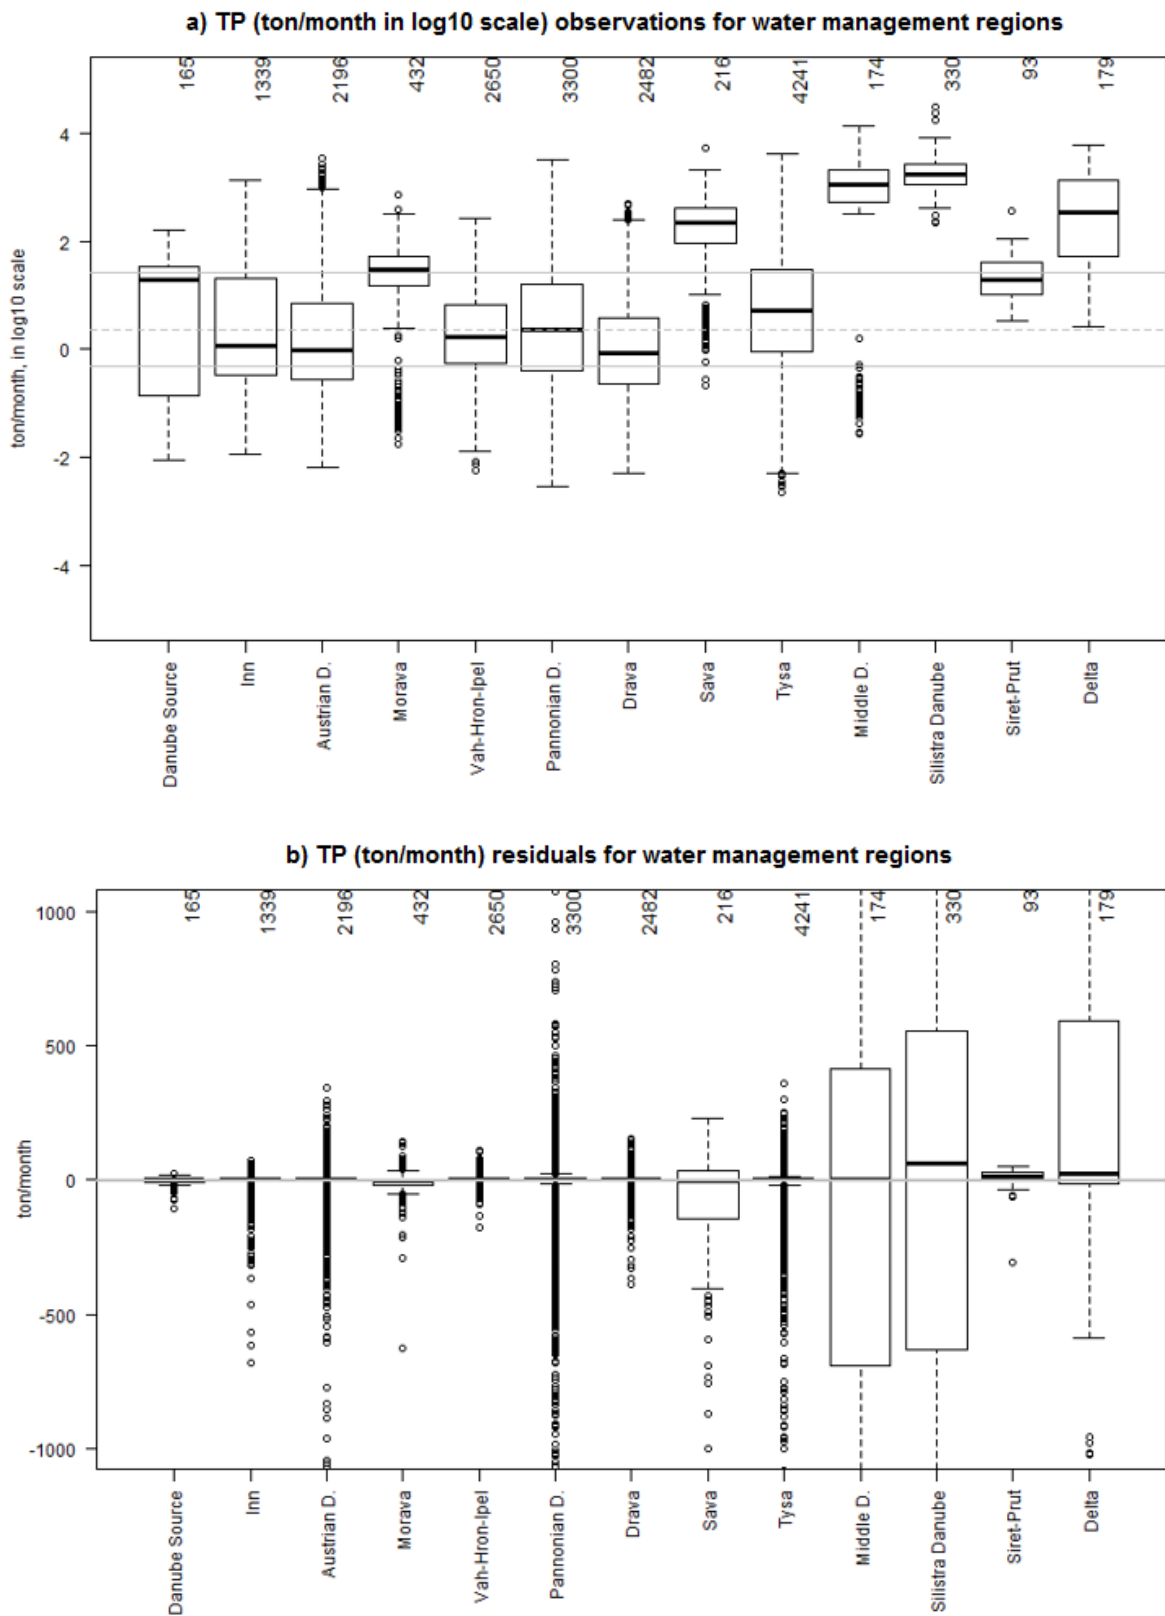 a) TP (ton/month in log10 scale) observations for water management regions
165 1339 2196 432 2650 3300 2482 216 4241 174 330 93 179
4
2
0
-2
-4
ton/month, in log10 scale
Danube Source Inn Austrian D. Morava Vah-Hron-Ipel Pannonian D. Drava Sava Tysa Middle D. Silistra Danube Siret-Prut Delta
b) TP (ton/month) residuals for water management regions
165 1339 2196 432 2650 3300 2482 216 4241 174 330 93 179
1000
500
0
-500
-1000
ton/month
Danube Source Inn Austrian D. Morava Vah-Hron-Ipel Pannonian D. Drava Sava Tysa Middle D. Silistra Danube Siret-Prut Delta